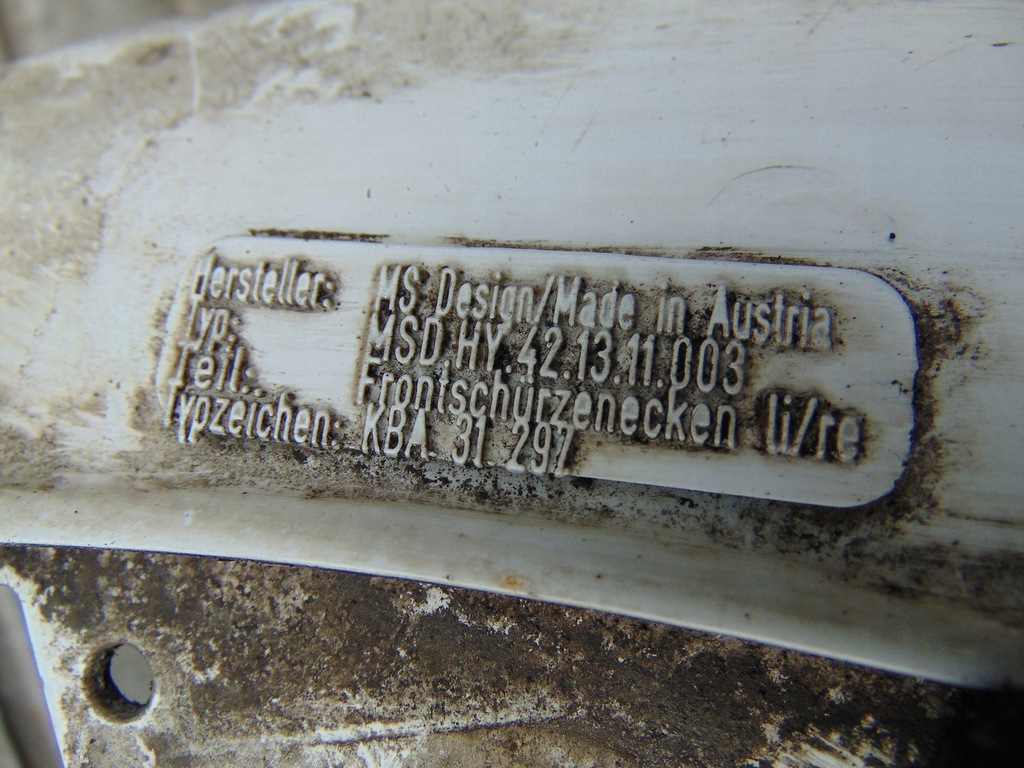 Hersteller: MS Design/Made in Austria
Typ: MSD HY.42.13.11.003
Teil: Frontschürzenecken li/re
Typzeichen: KBA 31 297